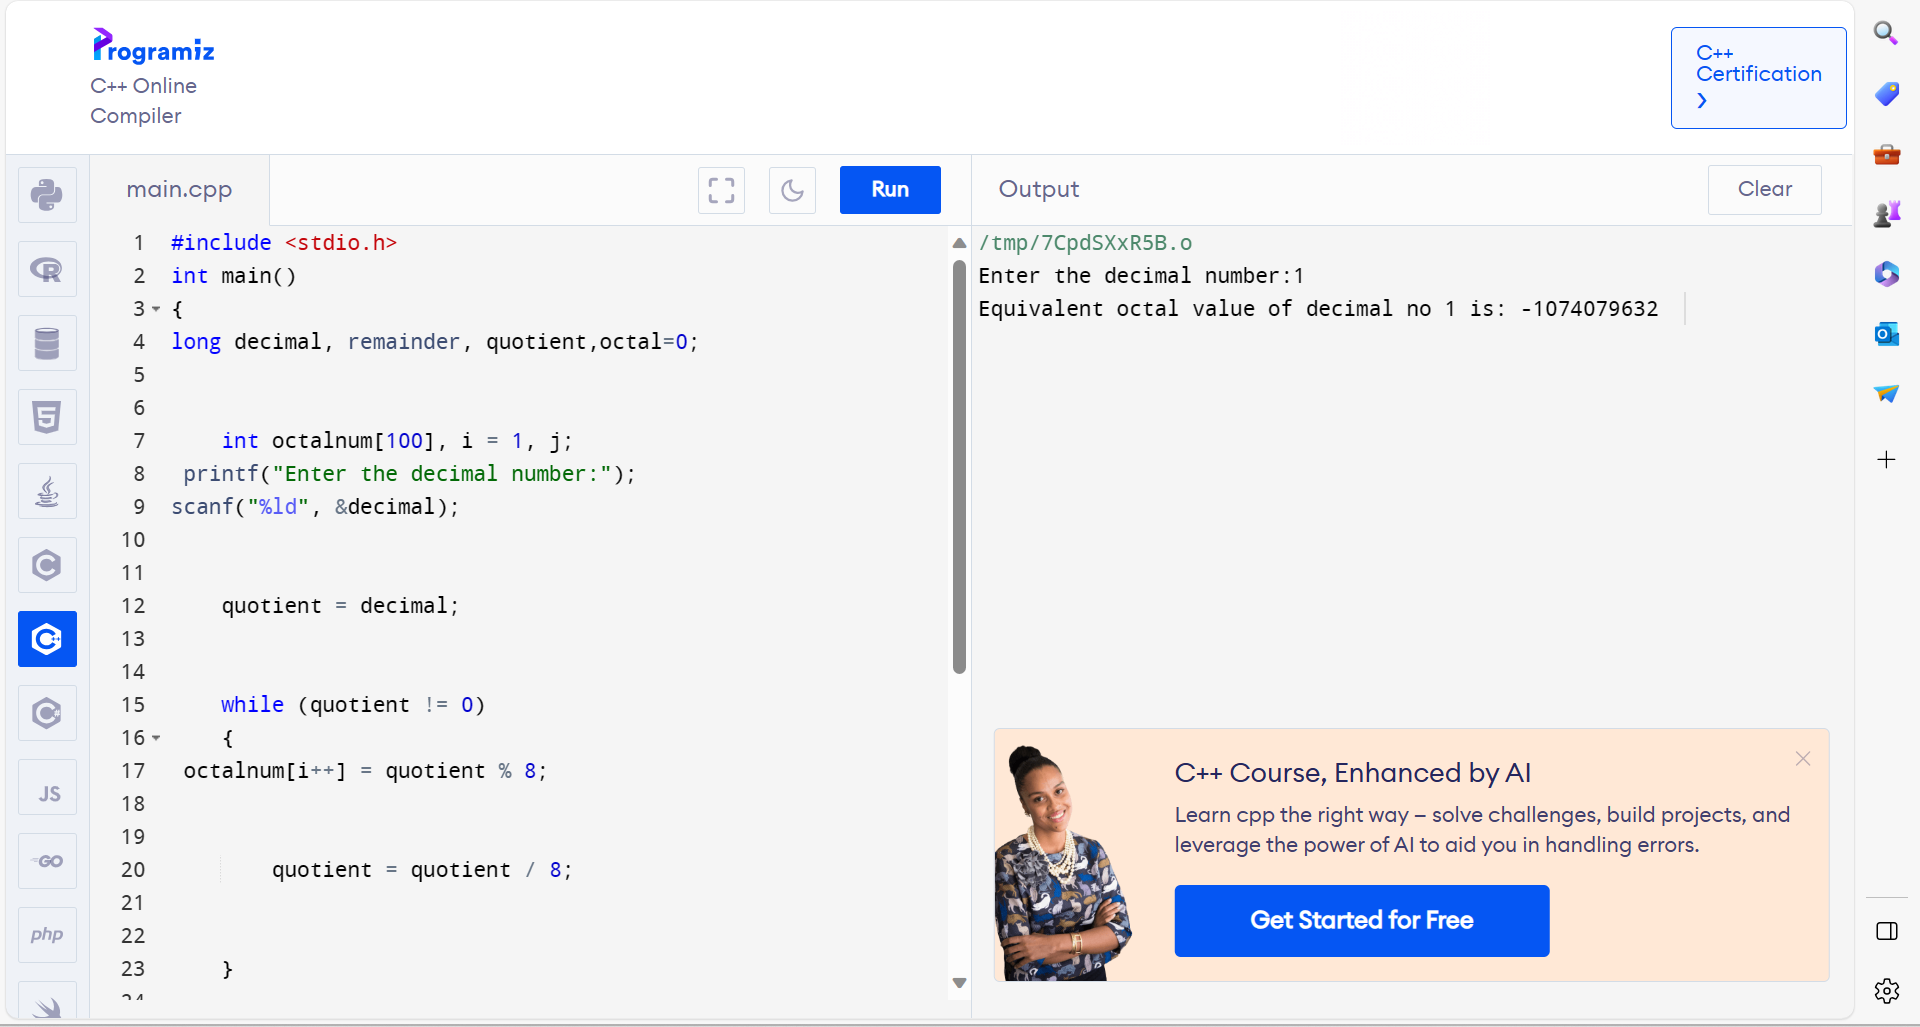 Programiz
C++ Online
Compiler
C++
Certification
main.cpp
Run
Output
Clear
1 #include <stdio.h>
2 int main()
3 {
4 long decimal, remainder, quotient,octal=0;
5
6
7 int octalnum[100], i = 1, j;
8 printf("Enter the decimal number:");
9 scanf("%ld", &decimal);
10
11
12 quotient = decimal;
13
14
15 while (quotient != 0)
16 {
17 octalnum[i++] = quotient % 8;
18
19
20 quotient = quotient / 8;
21
22
23 }
24
/tmp/7CpdSXxR5B.o
Enter the decimal number:1
Equivalent octal value of decimal no 1 is: -1074079632
C++ Course, Enhanced by AI
Learn cpp the right way – solve challenges, build projects, and
leverage the power of AI to aid you in handling errors.
Get Started for Free
R
5
C
C++
C#
JS
GO
php